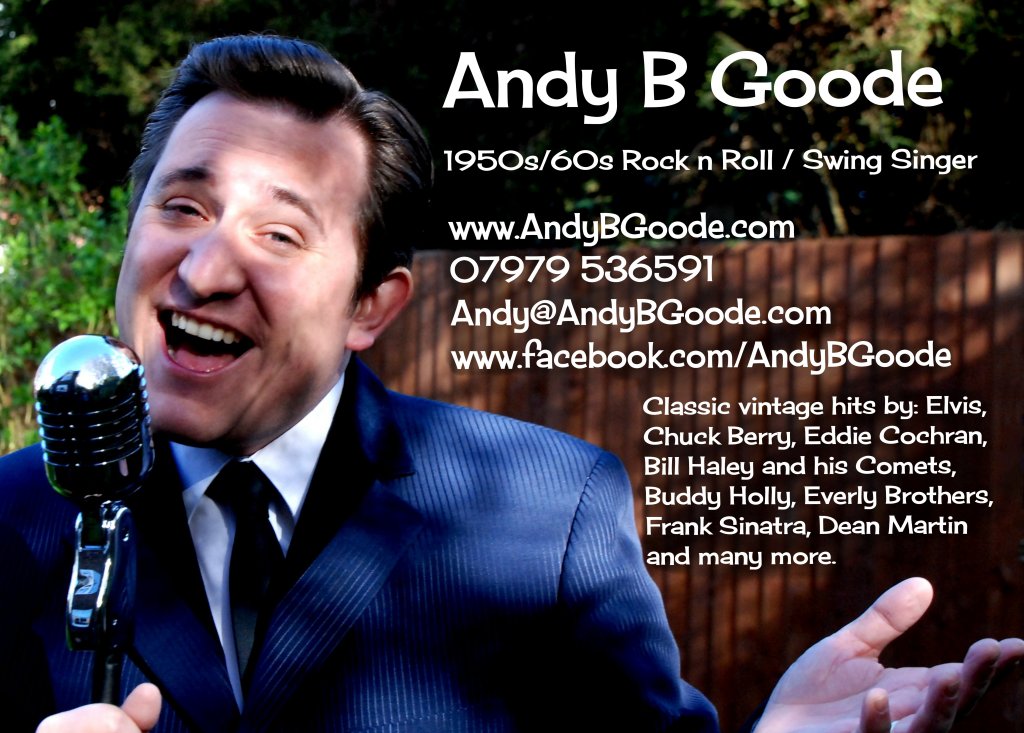 Andy B Goode
1950s/60s Rock n Roll / Swing Singer
www.AndyBGoode.com
07979 536591
Andy@AndyBGoode.com
www.facebook.com/AndyBGoode
Classic vintage hits by: Elvis,
Chuck Berry, Eddie Cochran,
Bill Haley and his Comets,
Buddy Holly, Everly Brothers,
Frank Sinatra, Dean Martin
and many more.